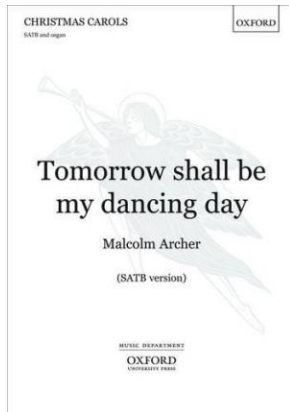 CHRISTMAS CAROLS
OXFORD
SATB and organ
Tomorrow shall be
my dancing day
Malcolm Archer
(SATB version)
MUSIC DEPARTMENT
OXFORD
UNIVERSITY PRESS